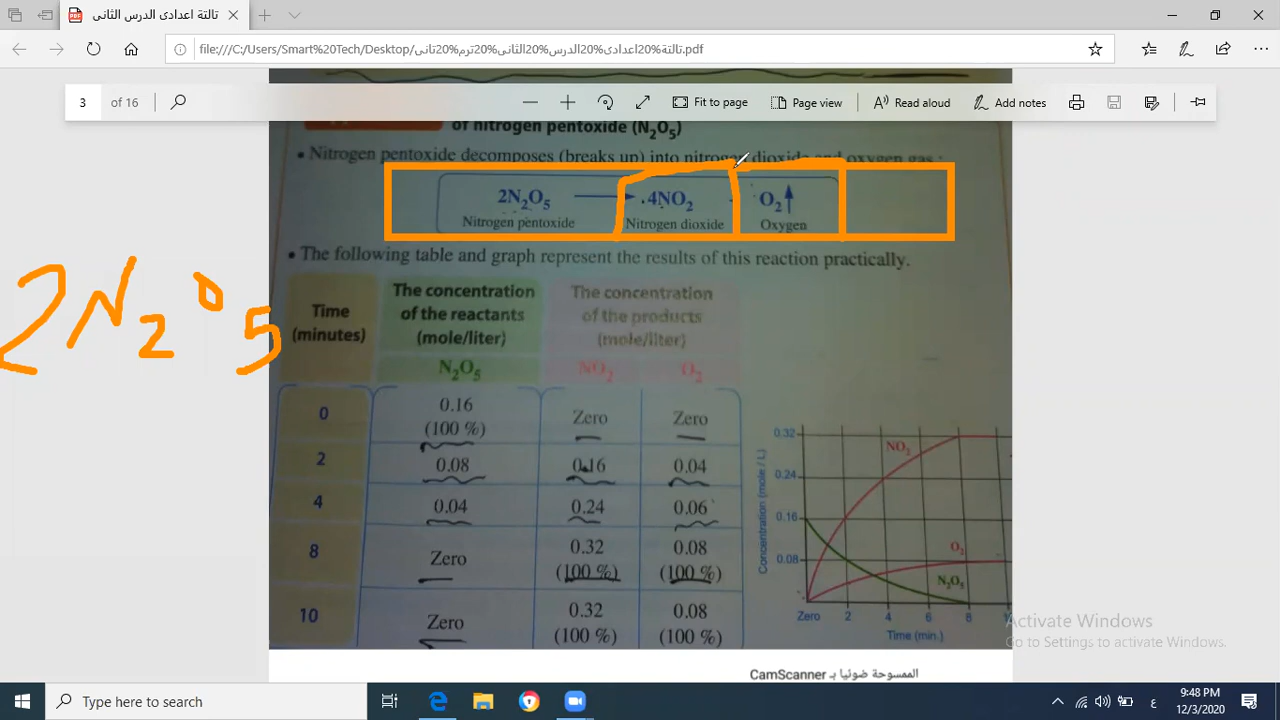 تالتة اعدادى الدرس الثانى.pdf
file:///C:/Users/Smart%20Tech/Desktop/تالتة%20اعدادى%20الدرس%20الثانى%20ترم%20تانى.pdf
3 of 16
Fit to page
Page view
Read aloud
Add notes
of nitrogen pentoxide (N₂O₅)
• Nitrogen pentoxide decomposes (breaks up) into nitrogen dioxide and oxygen gas :
2N₂O₅ → 4NO₂ O₂↑
Nitrogen pentoxide Nitrogen dioxide Oxygen
• The following table and graph represent the results of this reaction practically.
2N₂O₅
Time (minutes)
The concentration of the reactants (mole/liter)
The concentration of the products (mole/liter)
N₂O₅ NO₂ O₂
0 0.16 (100 %) Zero Zero
2 0.08 0.16 0.04
4 0.04 0.24 0.06
8 Zero 0.32 (100 %) 0.08 (100 %)
10 Zero 0.32 (100 %) 0.08 (100 %)
Concentration (mole / L)
0.32
0.24
0.16
0.08
NO₂
O₂
N₂O₅
Zero 2 4 6 8
Time (min.)
Activate Windows
Go to Settings to activate Windows.
الممسوحة ضوئيا بـ CamScanner
Type here to search
ع
9:48 PM
12/3/2020